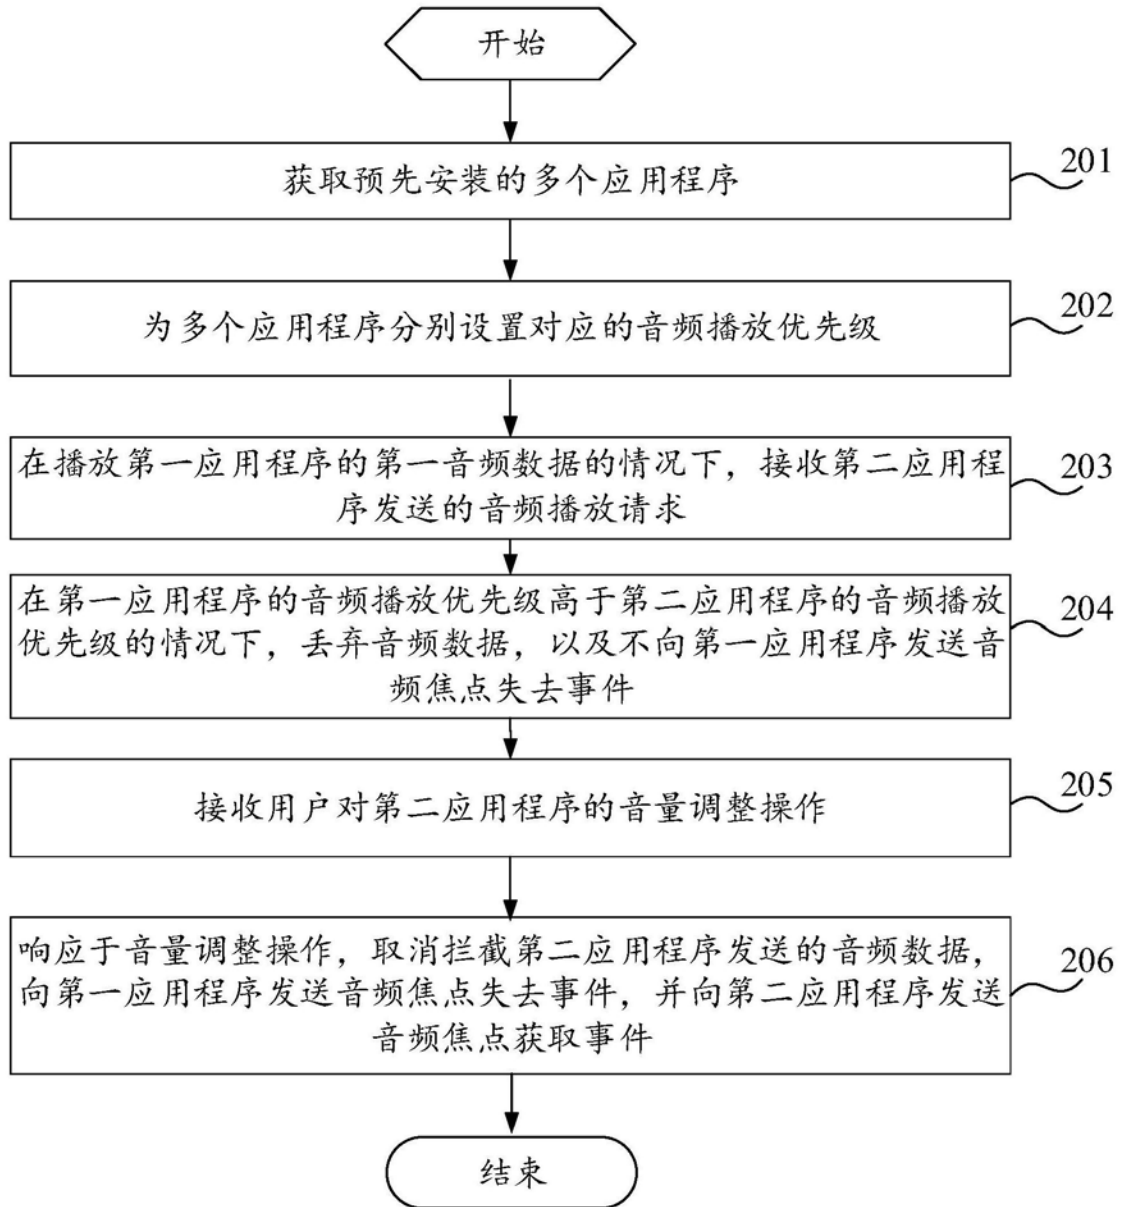 开始
获取预先安装的多个应用程序
201
为多个应用程序分别设置对应的音频播放优先级
202
在播放第一应用程序的第一音频数据的情况下，接收第二应用程
序发送的音频播放请求
203
在第一应用程序的音频播放优先级高于第二应用程序的音频播放
优先级的情况下，丢弃音频数据，以及不向第一应用程序发送音
频焦点失去事件
204
接收用户对第二应用程序的音量调整操作
205
响应于音量调整操作，取消拦截第二应用程序发送的音频数据，
向第一应用程序发送音频焦点失去事件，并向第二应用程序发送
音频焦点获取事件
206
结束